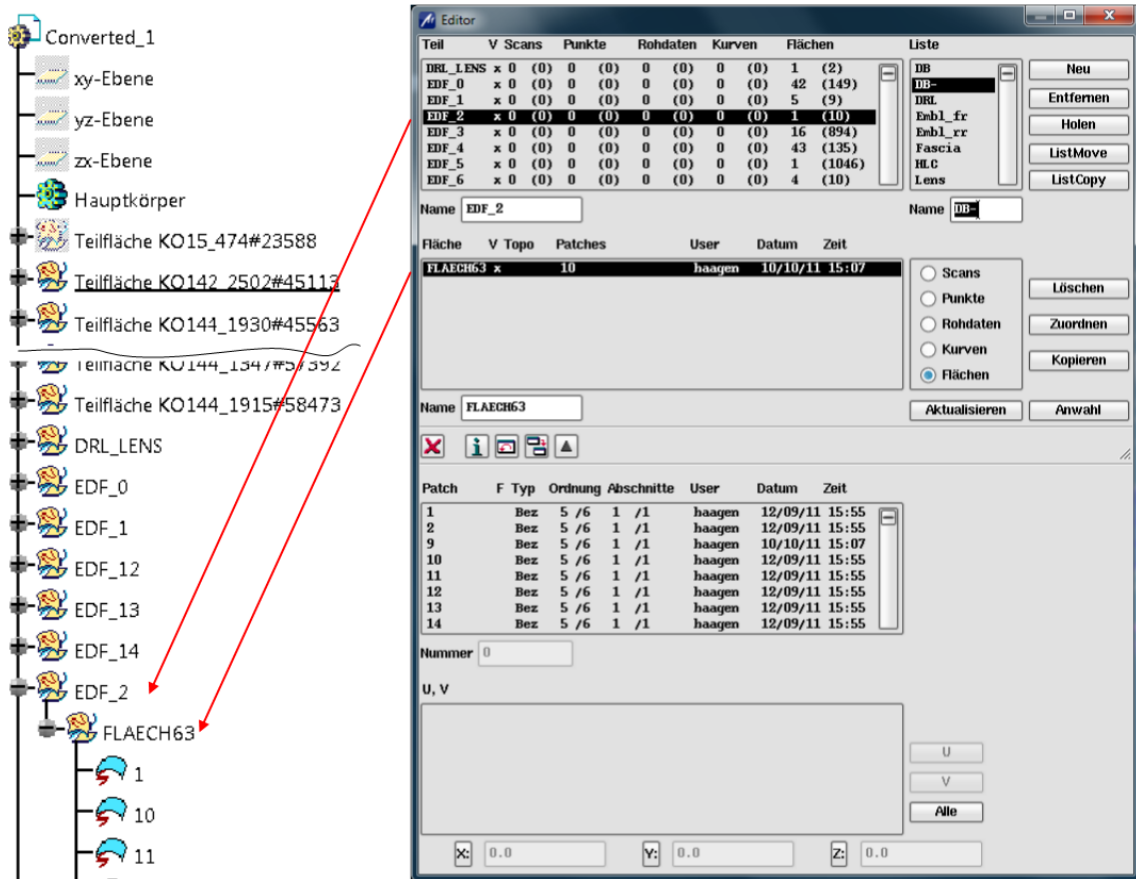 Converted_1
xy-Ebene
yz-Ebene
zx-Ebene
Hauptkörper
Teilfläche KO15_474#23588
Teilfläche KO142_2502#45113
Teilfläche KO144_1930#45563
Teilfläche KO144_1347#57392
Teilfläche KO144_1915#58473
DRL_LENS
EDF_0
EDF_1
EDF_12
EDF_13
EDF_14
EDF_2
FLAECH63
1
10
11
Editor
Teil V Scans Punkte Rohdaten Kurven Flächen
DRL_LENS x 0 (0) 0 (0) 0 (0) 0 (0) 1 (2)
EDF_0 x 0 (0) 0 (0) 0 (0) 0 (0) 42 (149)
EDF_1 x 0 (0) 0 (0) 0 (0) 0 (0) 5 (9)
EDF_2 x 0 (0) 0 (0) 0 (0) 0 (0) 1 (10)
EDF_3 x 0 (0) 0 (0) 0 (0) 0 (0) 16 (894)
EDF_4 x 0 (0) 0 (0) 0 (0) 0 (0) 43 (135)
EDF_5 x 0 (0) 0 (0) 0 (0) 0 (0) 1 (1046)
EDF_6 x 0 (0) 0 (0) 0 (0) 0 (0) 4 (10)
Name EDF_2
Liste
DB
DB-
DRL
Embl_fr
Embl_rr
Fascia
HLC
Lens
Name DB-
Neu
Entfernen
Holen
ListMove
ListCopy
Fläche V Topo Patches User Datum Zeit
FLAECH63 x 10 haagen 10/10/11 15:07
Name FLAECH63
Scans
Punkte
Rohdaten
Kurven
Flächen
Löschen
Zuordnen
Kopieren
Aktualisieren
Anwahl
Patch F Typ Ordnung Abschnitte User Datum Zeit
1 Bez 5 /6 1 /1 haagen 12/09/11 15:55
2 Bez 5 /6 1 /1 haagen 12/09/11 15:55
9 Bez 5 /6 1 /1 haagen 10/10/11 15:07
10 Bez 5 /6 1 /1 haagen 12/09/11 15:55
11 Bez 5 /6 1 /1 haagen 12/09/11 15:55
12 Bez 5 /6 1 /1 haagen 12/09/11 15:55
13 Bez 5 /6 1 /1 haagen 12/09/11 15:55
14 Bez 5 /6 1 /1 haagen 12/09/11 15:55
Nummer 0
U, V
U
V
Alle
X: 0.0 Y: 0.0 Z: 0.0